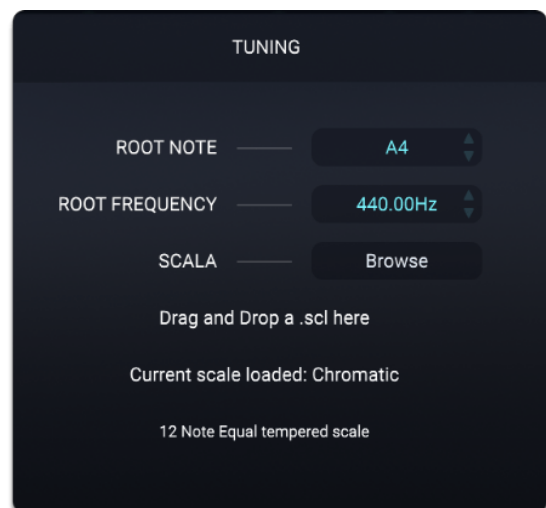 TUNING
ROOT NOTE A4
ROOT FREQUENCY 440.00Hz
SCALA Browse
Drag and Drop a .scl here
Current scale loaded: Chromatic
12 Note Equal tempered scale